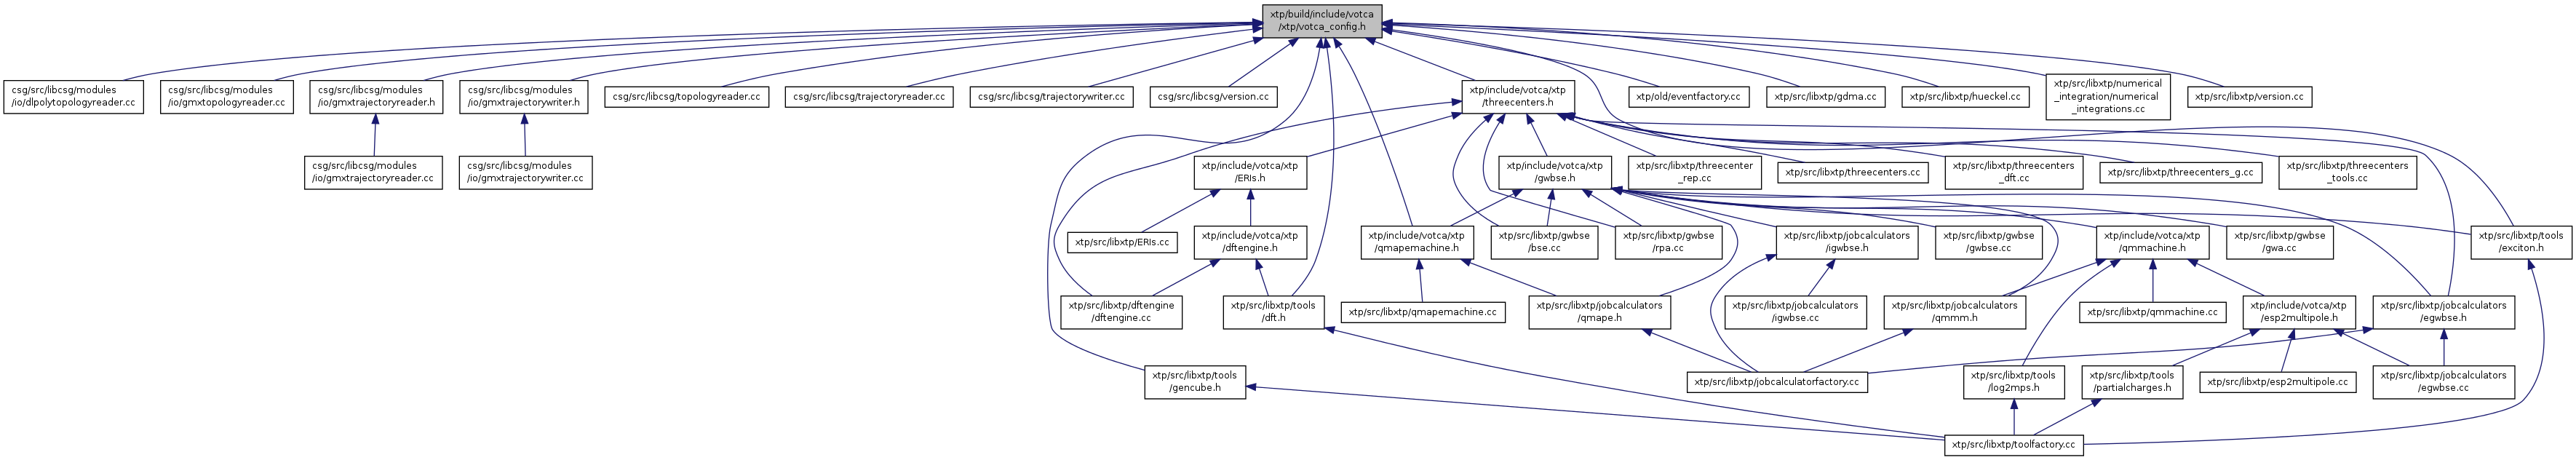 xtp/build/include/votca
/xtp/votca_config.h
csg/src/libcsg/modules
/io/dlpolytopologyreader.cc
csg/src/libcsg/modules
/io/gmxtopologyreader.cc
csg/src/libcsg/modules
/io/gmxtrajectoryreader.h
csg/src/libcsg/modules
/io/gmxtrajectorywriter.h
csg/src/libcsg/topologyreader.cc
csg/src/libcsg/trajectoryreader.cc
csg/src/libcsg/trajectorywriter.cc
csg/src/libcsg/version.cc
xtp/include/votca/xtp
/threecenters.h
xtp/old/eventfactory.cc
xtp/src/libxtp/gdma.cc
xtp/src/libxtp/hueckel.cc
xtp/src/libxtp/numerical
_integration/numerical
_integrations.cc
xtp/src/libxtp/version.cc
csg/src/libcsg/modules
/io/gmxtrajectoryreader.cc
csg/src/libcsg/modules
/io/gmxtrajectorywriter.cc
xtp/include/votca/xtp
/ERIs.h
xtp/include/votca/xtp
/gwbse.h
xtp/src/libxtp/threecenter
_rep.cc
xtp/src/libxtp/threecenters.cc
xtp/src/libxtp/threecenters
_dft.cc
xtp/src/libxtp/threecenters_g.cc
xtp/src/libxtp/threecenters
_tools.cc
xtp/src/libxtp/ERIs.cc
xtp/include/votca/xtp
/dftengine.h
xtp/include/votca/xtp
/qmapemachine.h
xtp/src/libxtp/gwbse
/bse.cc
xtp/src/libxtp/gwbse
/rpa.cc
xtp/src/libxtp/jobcalculators
/igwbse.h
xtp/src/libxtp/gwbse
/gwbse.cc
xtp/include/votca/xtp
/qmmachine.h
xtp/src/libxtp/gwbse
/gwa.cc
xtp/src/libxtp/tools
/exciton.h
xtp/src/libxtp/dftengine
/dftengine.cc
xtp/src/libxtp/tools
/dft.h
xtp/src/libxtp/qmapemachine.cc
xtp/src/libxtp/jobcalculators
/qmape.h
xtp/src/libxtp/jobcalculators
/igwbse.cc
xtp/src/libxtp/jobcalculators
/qmmm.h
xtp/src/libxtp/qmmachine.cc
xtp/include/votca/xtp
/esp2multipole.h
xtp/src/libxtp/jobcalculators
/egwbse.h
xtp/src/libxtp/tools
/gencube.h
xtp/src/libxtp/jobcalculatorfactory.cc
xtp/src/libxtp/tools
/log2mps.h
xtp/src/libxtp/tools
/partialcharges.h
xtp/src/libxtp/esp2multipole.cc
xtp/src/libxtp/jobcalculators
/egwbse.cc
xtp/src/libxtp/toolfactory.cc